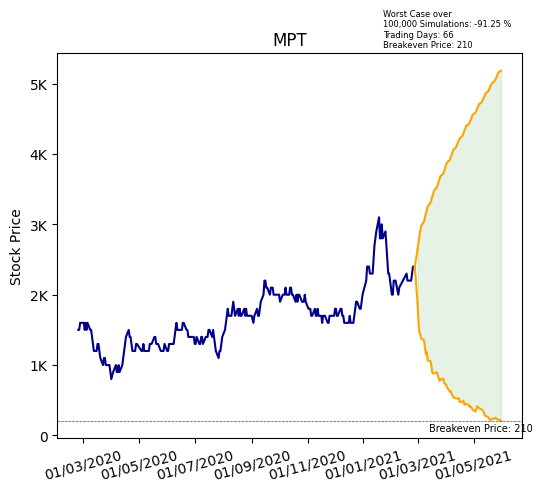 Worst Case over
100,000 Simulations: -91.25 %
Trading Days: 66
Breakeven Price: 210
MPT
5K
4K
3K
2K
1K
0
Stock Price
Breakeven Price: 210
01/03/2020 01/05/2020 01/07/2020 01/09/2020 01/11/2020 01/01/2021 01/03/2021 01/05/2021